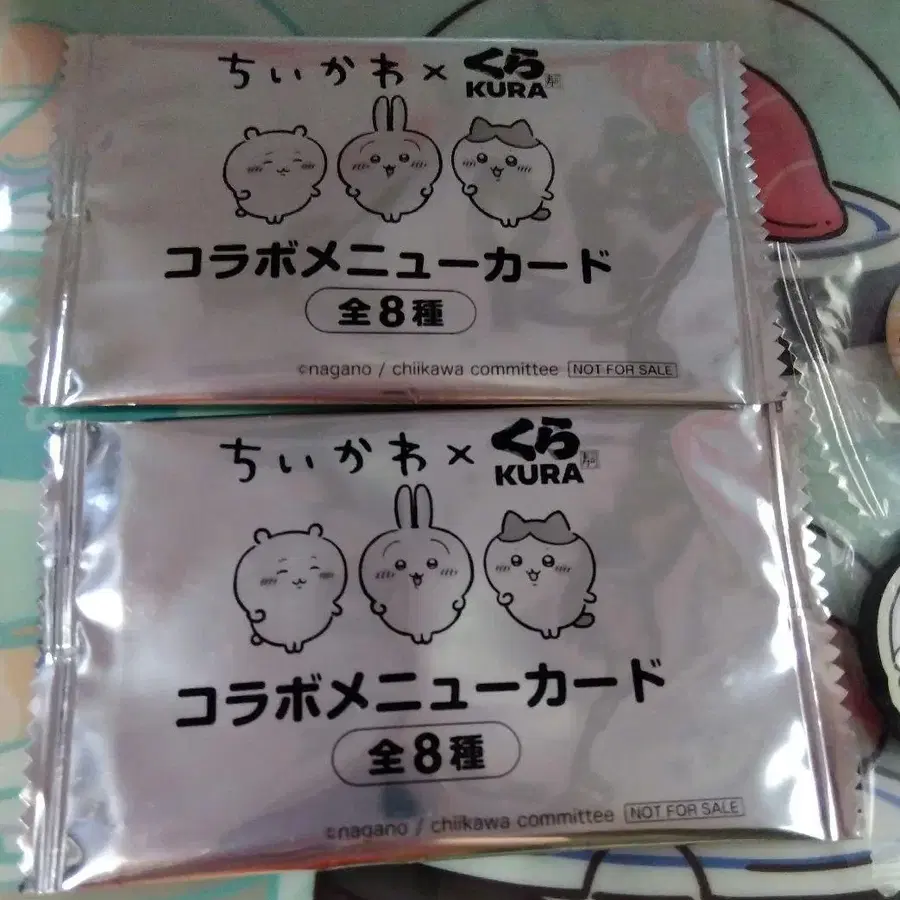 ちいかわ×くら
KURA
コラボメニューカード
全8種
©nagano / chiikawa committee NOT FOR SALE
ちいかわ×くら
KURA
コラボメニューカード
全8種
©nagano / chiikawa committee NOT FOR SALE